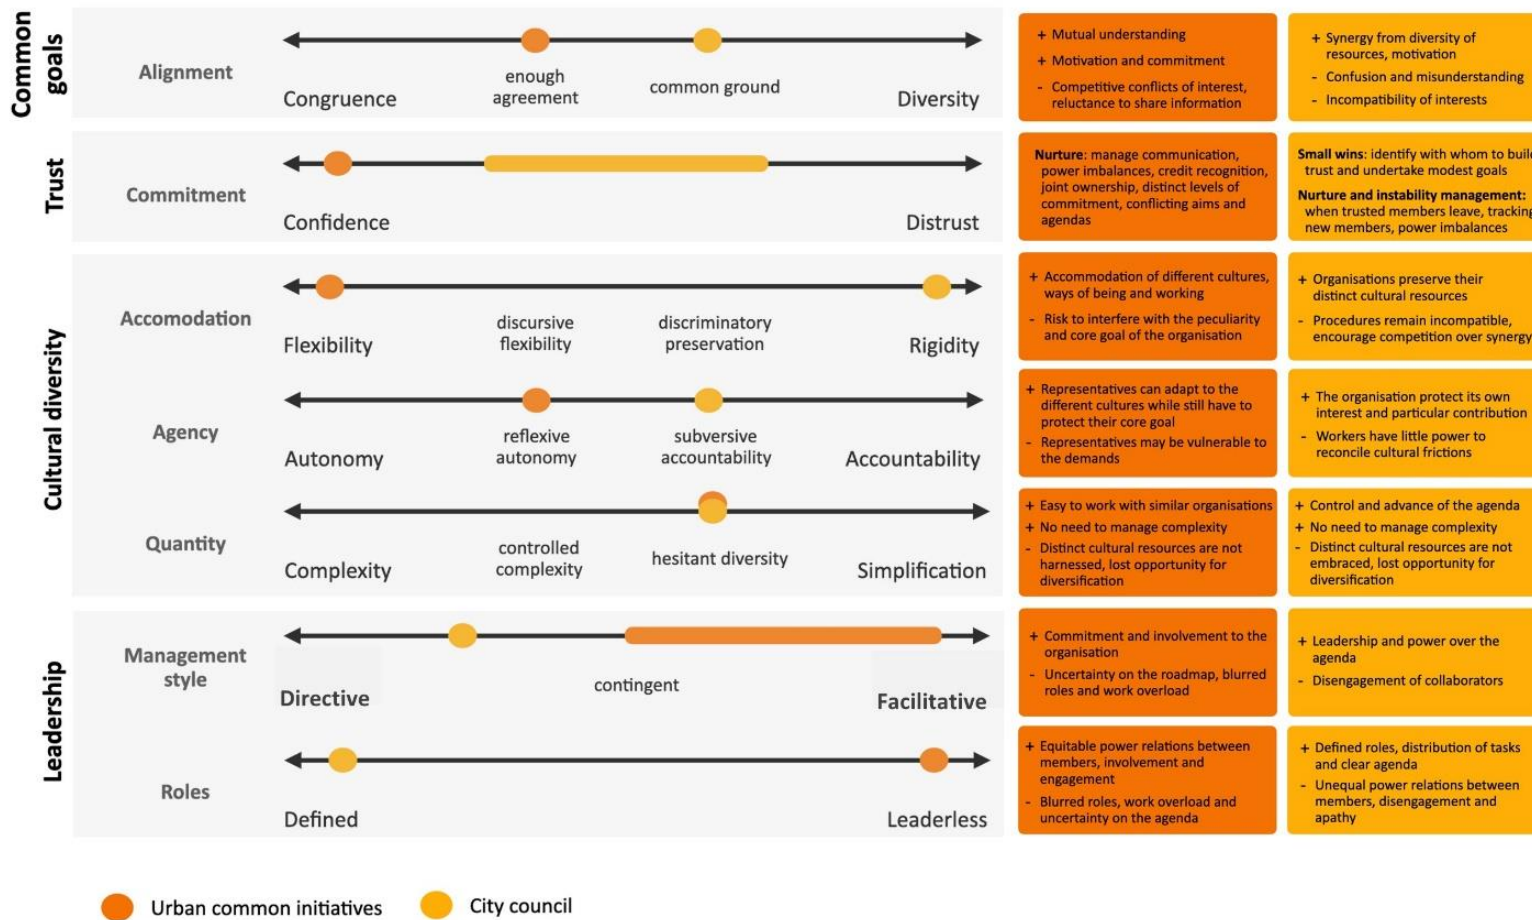 Common
goals
Alignment
Congruence
enough
agreement
common ground
Diversity
+ Mutual understanding
+ Motivation and commitment
- Competitive conflicts of interest,
reluctance to share information
+ Synergy from diversity of
resources, motivation
- Confusion and misunderstanding
- Incompatibility of interests
Trust
Commitment
Confidence
Distrust
Nurture: manage communication,
power imbalances, credit recognition,
joint ownership, distinct levels of
commitment, conflicting aims and
agendas
Small wins: identify with whom to build
trust and undertake modest goals
Nurture and instability management:
when trusted members leave, tracking
new members, power imbalances
Cultural diversity
Accomodation
Flexibility
discursive
flexibility
discriminatory
preservation
Rigidity
+ Accommodation of different cultures,
ways of being and working
- Risk to interfere with the peculiarity
and core goal of the organisation
+ Organisations preserve their
distinct cultural resources
- Procedures remain incompatible,
encourage competition over synergy
Agency
Autonomy
reflexive
autonomy
subversive
accountability
Accountability
+ Representatives can adapt to the
different cultures while still have to
protect their core goal
- Representatives may be vulnerable to
the demands
+ The organisation protect its own
interest and particular contribution
- Workers have little power to
reconcile cultural frictions
Quantity
Complexity
controlled
complexity
hesitant diversity
Simplification
+ Easy to work with similar organisations
+ No need to manage complexity
- Distinct cultural resources are not
harnessed, lost opportunity for
diversification
+ Control and advance of the agenda
+ No need to manage complexity
- Distinct cultural resources are not
embraced, lost opportunity for
diversification
Leadership
Management
style
Directive
contingent
Facilitative
+ Commitment and involvement to the
organisation
- Uncertainty on the roadmap, blurred
roles and work overload
+ Leadership and power over the
agenda
- Disengagement of collaborators
Roles
Defined
Leaderless
+ Equitable power relations between
members, involvement and
engagement
- Blurred roles, work overload and
uncertainty on the agenda
+ Defined roles, distribution of tasks
and clear agenda
- Unequal power relations between
members, disengagement and
apathy
Urban common initiatives
City council